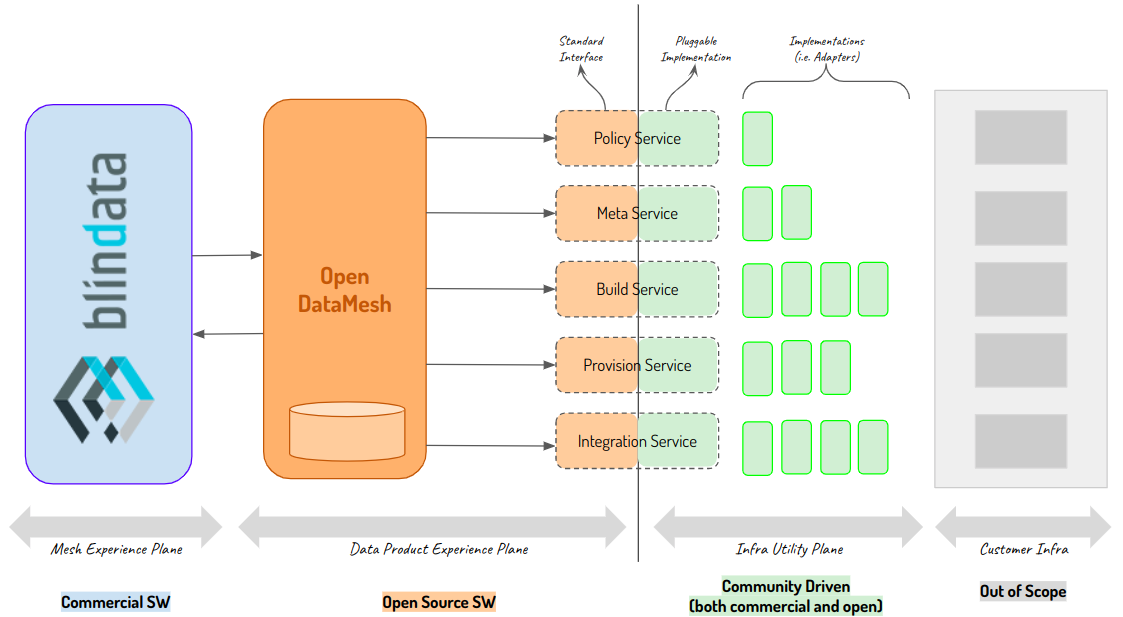 Standard
Interface
Pluggable
Implementation
Implementations
(i.e. Adapters)
blindata
Open
DataMesh
Policy Service
Meta Service
Build Service
Provision Service
Integration Service
Mesh Experience Plane
Data Product Experience Plane
Infra Utility Plane
Customer Infra
Commercial SW
Open Source SW
Community Driven
(both commercial and open)
Out of Scope